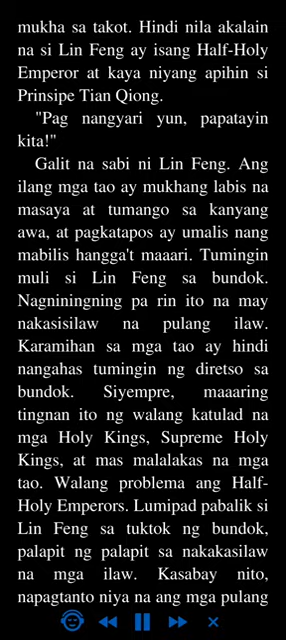 mukha sa takot. Hindi nila akalain
na si Lin Feng ay isang Half-Holy
Emperor at kaya niyang apihin si
Prinsipe Tian Qiong.
"Pag nangyari yun, papatayin
kita!"
Galit na sabi ni Lin Feng. Ang
ilang mga tao ay mukhang labis na
masaya at tumango sa kanyang
awa, at pagkatapos ay umalis nang
mabilis hangga't maaari. Tumingin
muli si Lin Feng sa bundok.
Nagniningning pa rin ito na may
nakasisilaw na pulang ilaw.
Karamihan sa mga tao ay hindi
nangahas tumingin ng diretso sa
bundok. Siyempre, maaaring
tingnan ito ng walang katulad na
mga Holy Kings, Supreme Holy
Kings, at mas malalakas na mga
tao. Walang problema ang Half-
Holy Emperors. Lumipad pabalik si
Lin Feng sa tuktok ng bundok,
palapit ng palapit sa nakakasilaw
na mga ilaw. Kasabay nito,
napagtanto niya na ang mga pulang